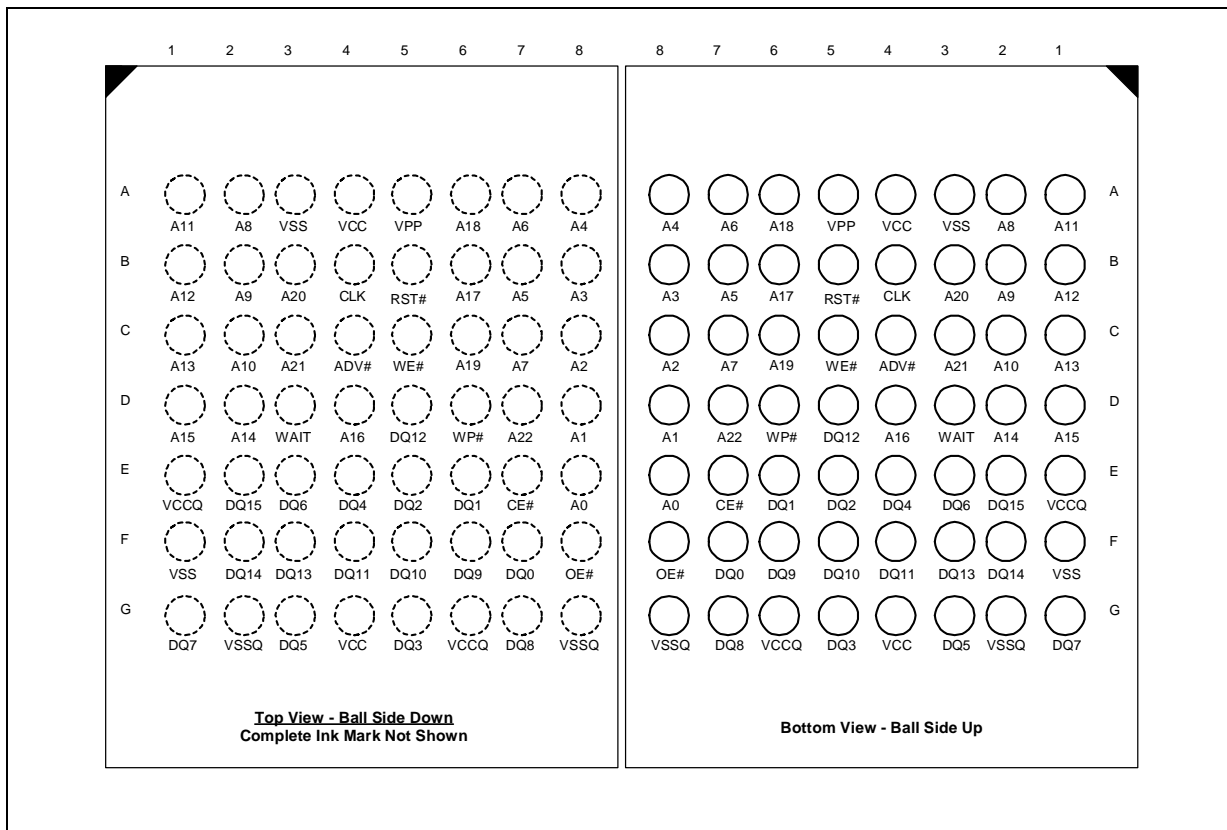 1 2 3 4 5 6 7 8 8 7 6 5 4 3 2 1
A A
A11 A8 VSS VCC VPP A18 A6 A4 A4 A6 A18 VPP VCC VSS A8 A11
B B
A12 A9 A20 CLK RST# A17 A5 A3 A3 A5 A17 RST# CLK A20 A9 A12
C C
A13 A10 A21 ADV# WE# A19 A7 A2 A2 A7 A19 WE# ADV# A21 A10 A13
D D
A15 A14 WAIT A16 DQ12 WP# A22 A1 A1 A22 WP# DQ12 A16 WAIT A14 A15
E E
VCCQ DQ15 DQ6 DQ4 DQ2 DQ1 CE# A0 A0 CE# DQ1 DQ2 DQ4 DQ6 DQ15 VCCQ
F F
VSS DQ14 DQ13 DQ11 DQ10 DQ9 DQ0 OE# OE# DQ0 DQ9 DQ10 DQ11 DQ13 DQ14 VSS
G G
DQ7 VSSQ DQ5 VCC DQ3 VCCQ DQ8 VSSQ VSSQ DQ8 VCCQ DQ3 VCC DQ5 VSSQ DQ7
Top View - Ball Side Down
Complete Ink Mark Not Shown
Bottom View - Ball Side Up